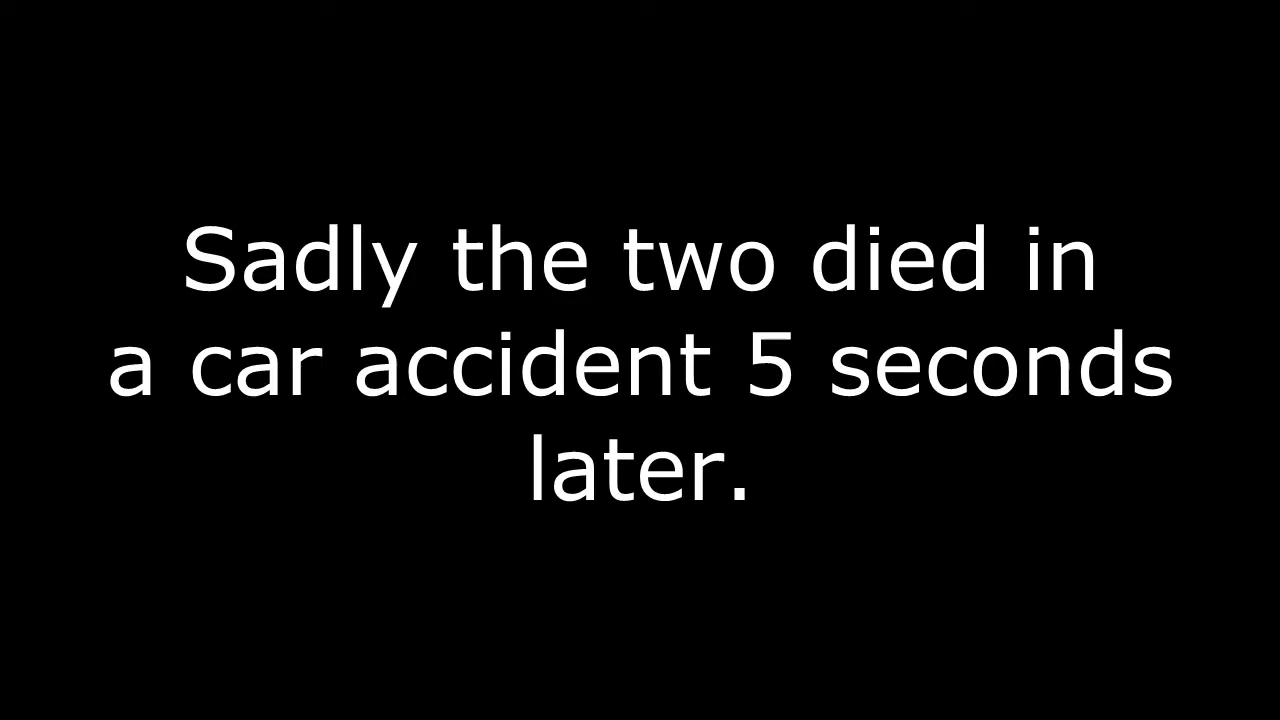 Sadly the two died in
a car accident 5 seconds
later.